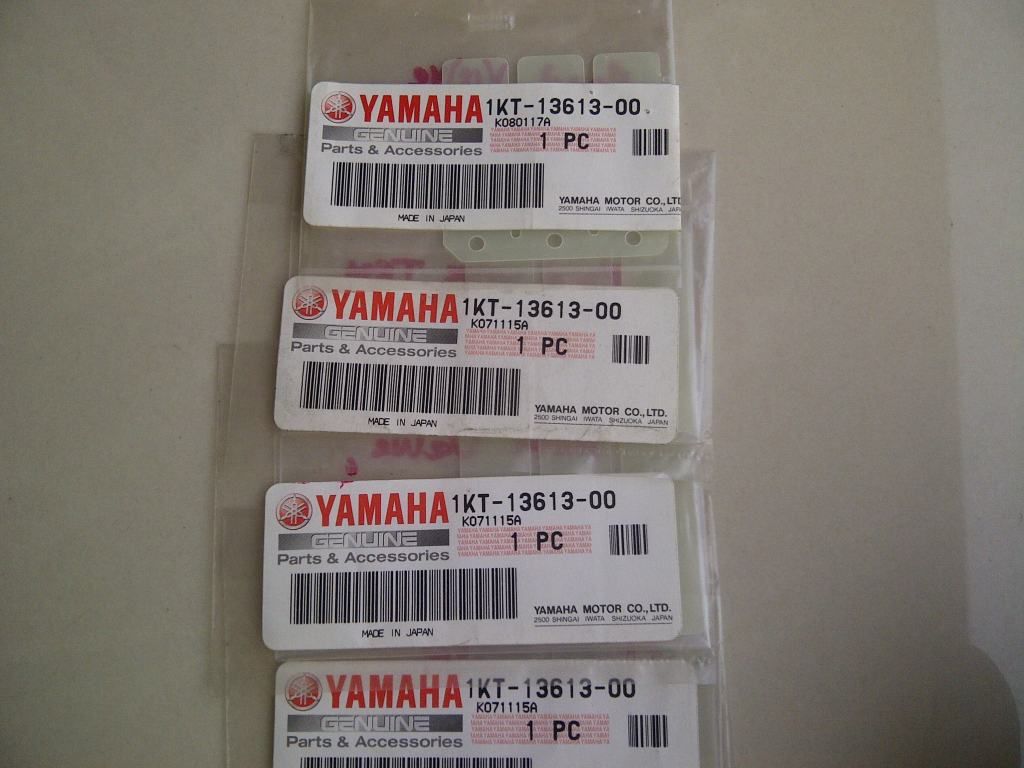 YAMAHA 1KT-13613-00
K080117A
GENUINE
1 PC
Parts & Accessories
MADE IN JAPAN
YAMAHA MOTOR CO.,LTD
2500 SHINGAI IWATA SHIZUOKA JAPA
YAMAHA 1KT-13613-00
K071115A
GENUINE
1 PC
Parts & Accessories
MADE IN JAPAN
YAMAHA MOTOR CO.,LTD.
2500 SHINGAI IWATA SHIZUOKA JAPAN
YAMAHA 1KT-13613-00
K071115A
GENUINE
1 PC
Parts & Accessories
MADE IN JAPAN
YAMAHA MOTOR CO.,LTD.
2500 SHINGAI IWATA SHIZUOKA JAPAN
YAMAHA 1KT-13613-00
K071115A
GENUINE
1 PC
Parts & Accessories